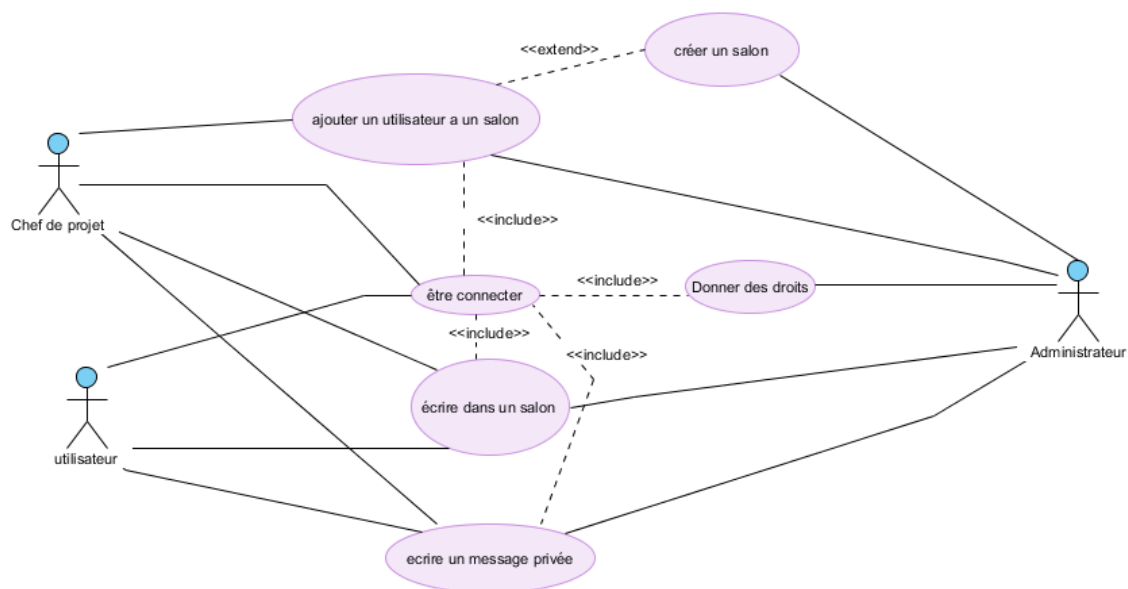 <<extend>>
créer un salon
ajouter un utilisateur a un salon
Chef de projet
<<include>>
être connecter
<<include>>
Donner des droits
<<include>>
<<include>>
Administrateur
écrire dans un salon
utilisateur
ecrire un message privée